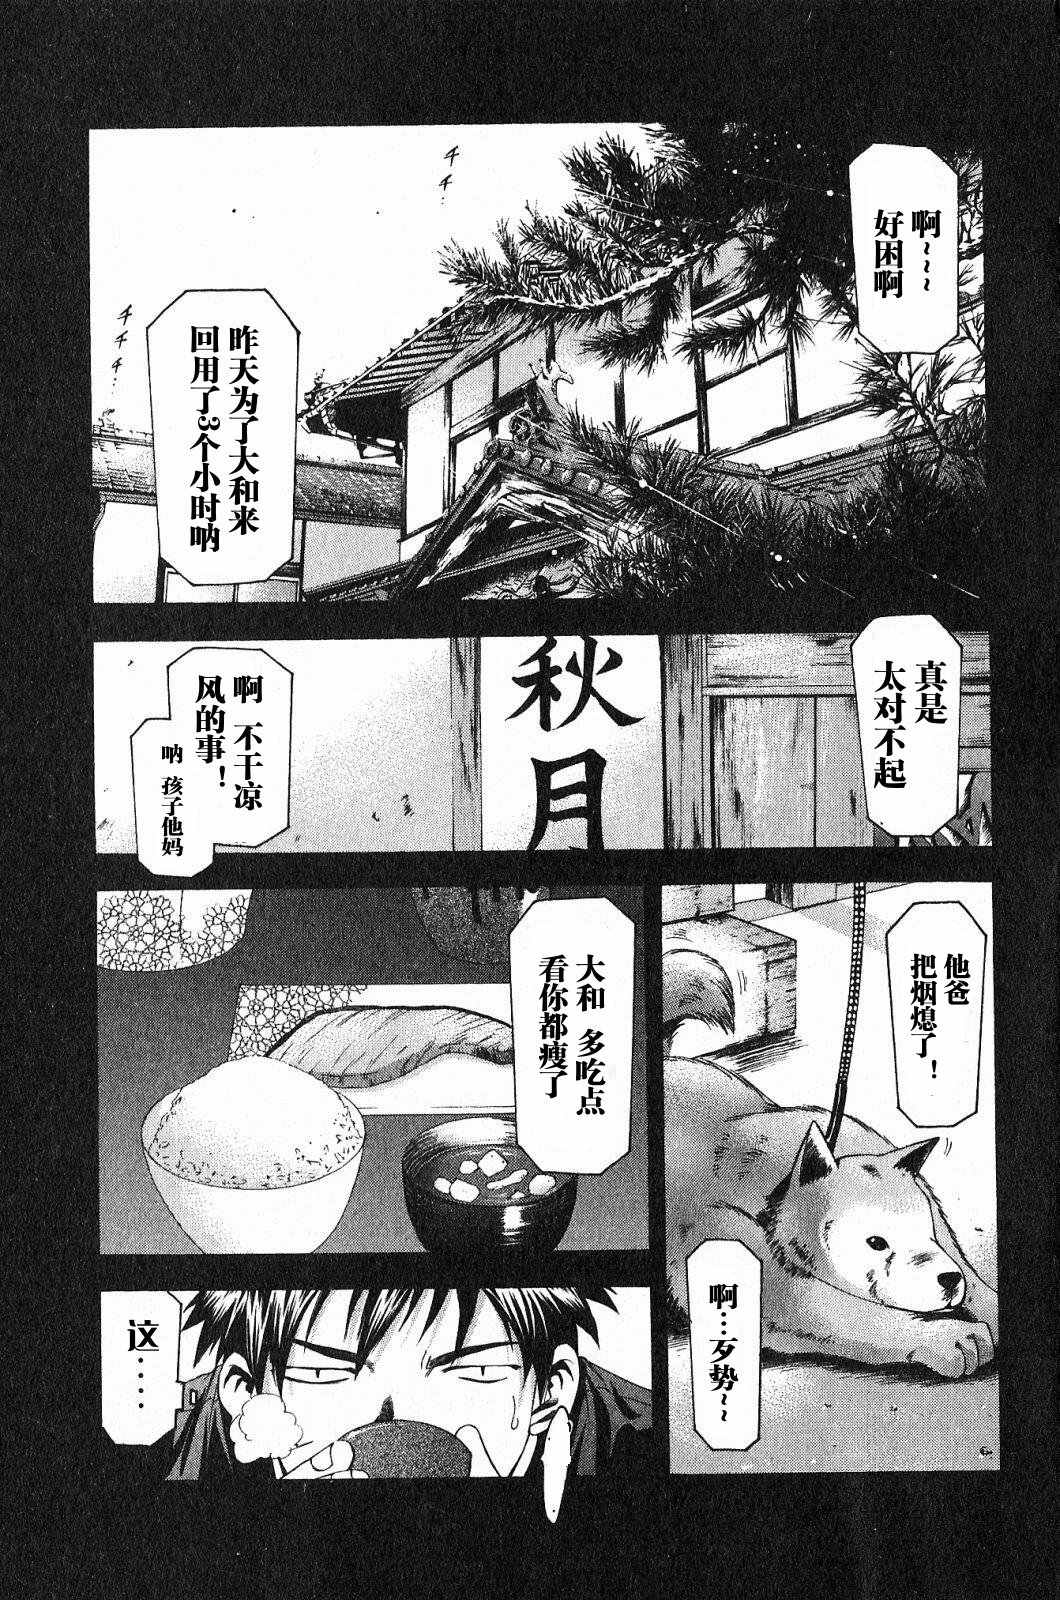 啊~~~
好困啊
チチ…
チチチ…
昨天为了大和来
回用了3个小时呐
真是
太对不起
秋月
啊 不干凉
风的事!
呐 孩子他妈
他爸
把烟熄了!
大和 多吃点
看你都瘦了
啊…歹势~
这……